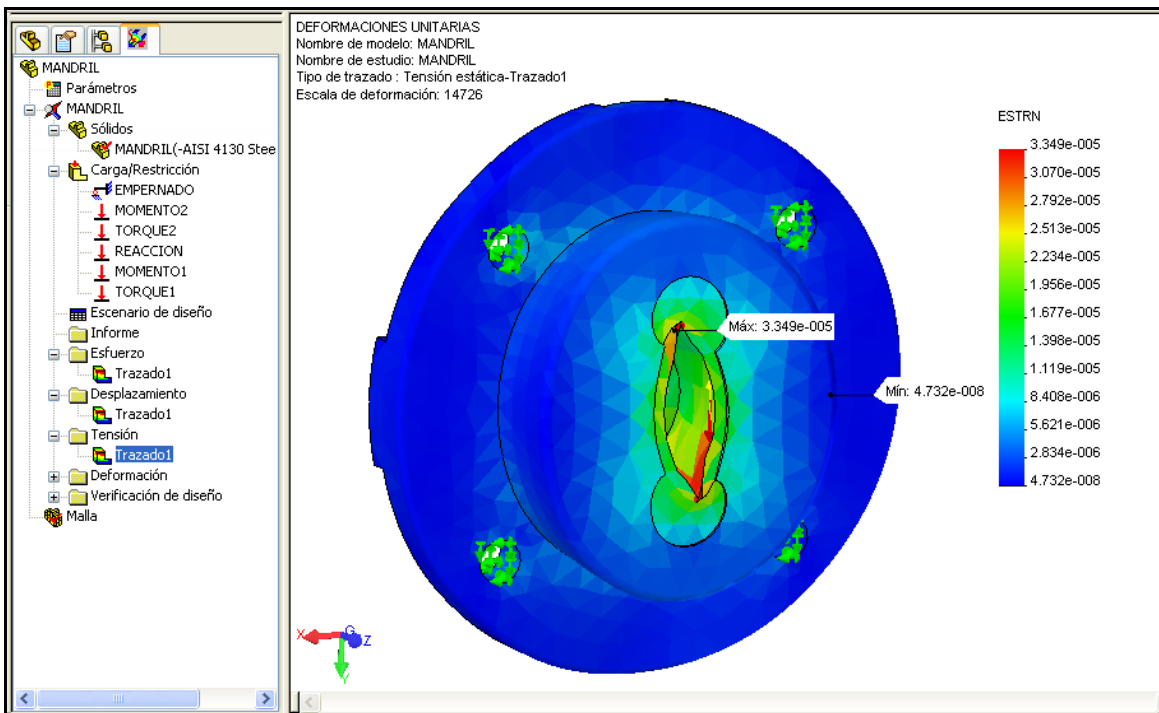 MANDRIL
Parámetros
MANDRIL
Sólidos
MANDRIL(-AISI 4130 Stee
Carga/Restricción
EMPERNADO
MOMENTO2
TORQUE2
REACCION
MOMENTO1
TORQUE1
Escenario de diseño
Informe
Esfuerzo
Trazado1
Desplazamiento
Trazado1
Tensión
Trazado1
Deformación
Verificación de diseño
Malla
DEFORMACIONES UNITARIAS
Nombre de modelo: MANDRIL
Nombre de estudio: MANDRIL
Tipo de trazado : Tensión estática-Trazado1
Escala de deformación: 14726
Máx: 3.349e-005
Mín: 4.732e-008
ESTRN
3.349e-005
3.070e-005
2.792e-005
2.513e-005
2.234e-005
1.956e-005
1.677e-005
1.398e-005
1.119e-005
8.408e-006
5.621e-006
2.834e-006
4.732e-008
X
G
Z
Y